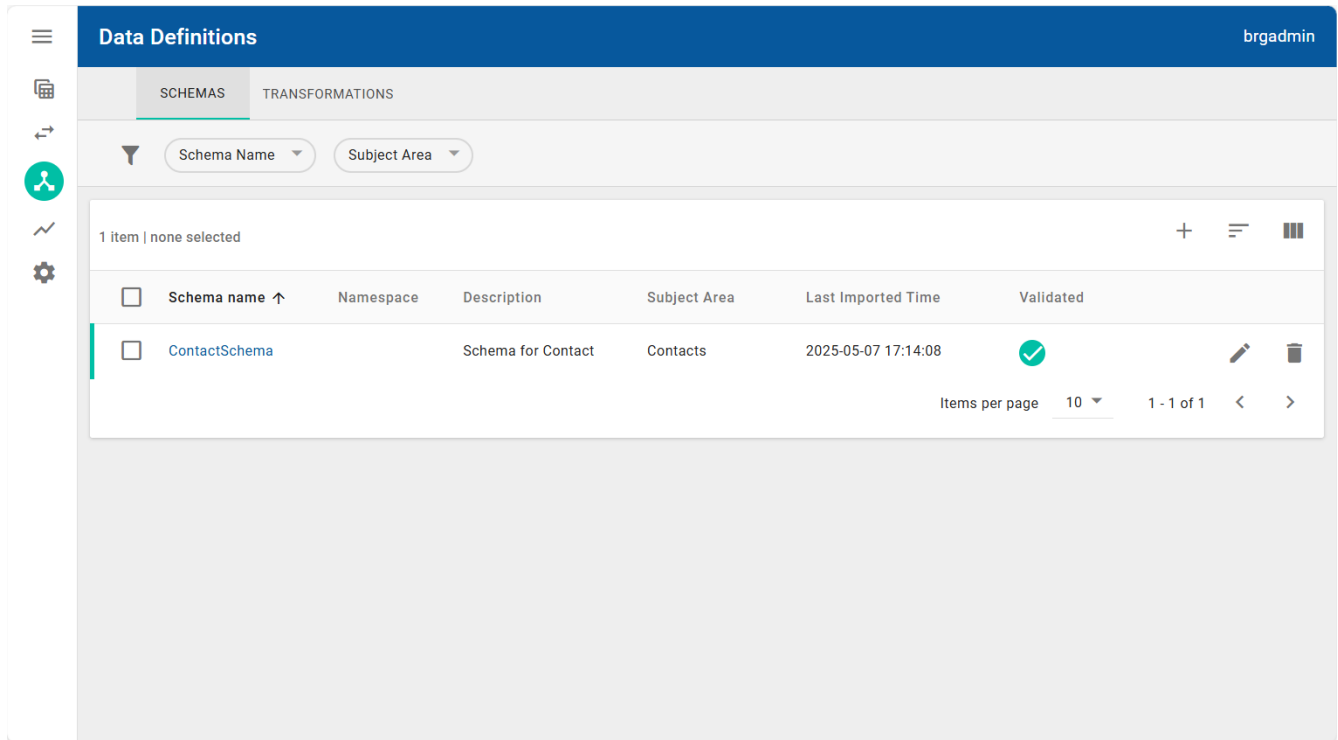 Data Definitions brgadmin
SCHEMAS TRANSFORMATIONS
Schema Name Subject Area
1 item | none selected
Schema name Namespace Description Subject Area Last Imported Time Validated
ContactSchema Schema for Contact Contacts 2025-05-07 17:14:08
Items per page 10 1 - 1 of 1